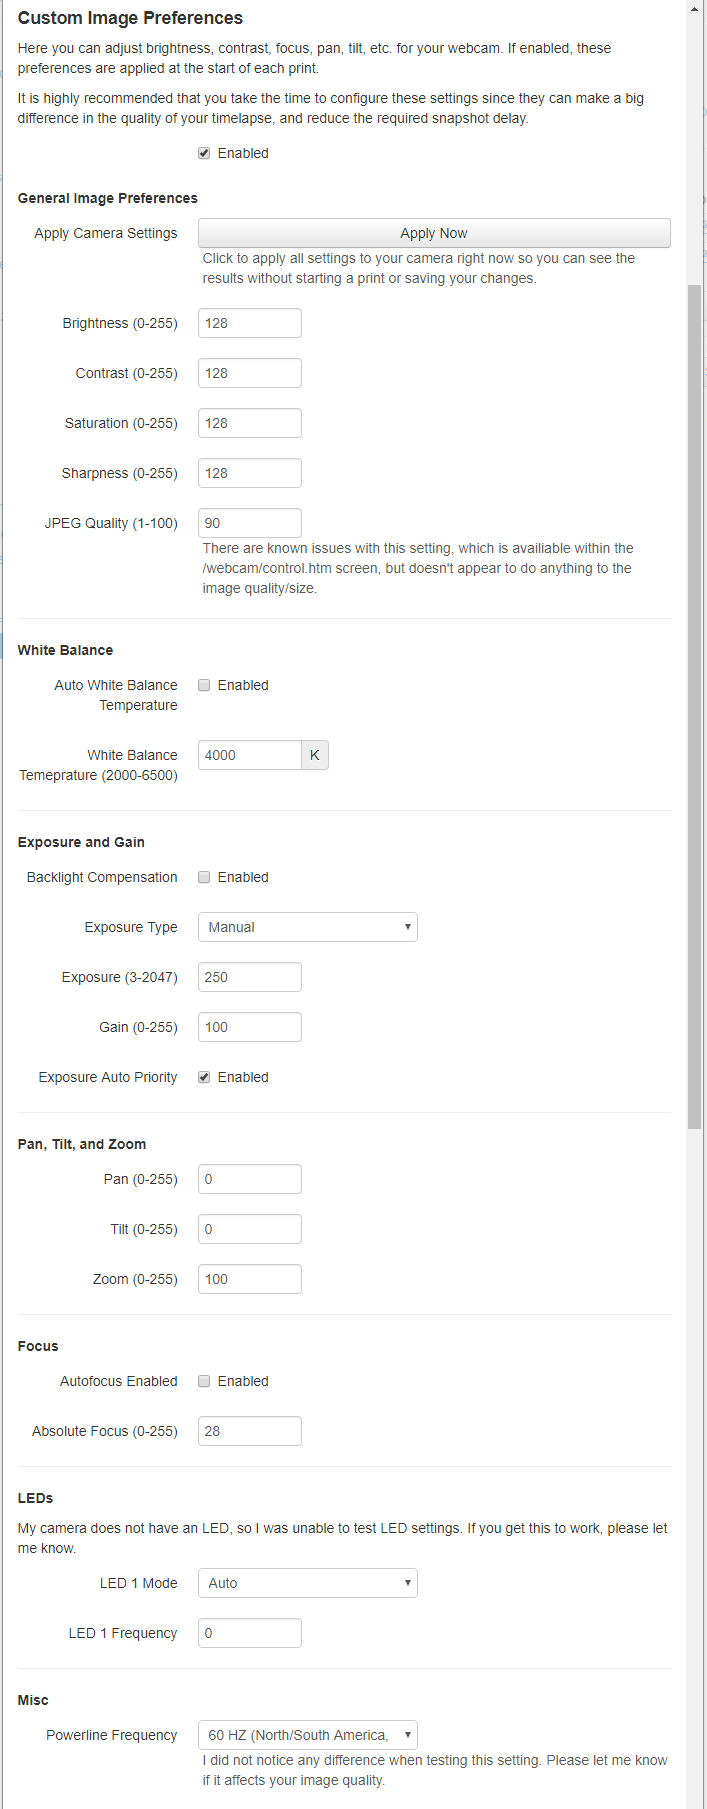 Custom Image Preferences
Here you can adjust brightness, contrast, focus, pan, tilt, etc. for your webcam. If enabled, these
preferences are applied at the start of each print.
It is highly recommended that you take the time to configure these settings since they can make a big
difference in the quality of your timelapse, and reduce the required snapshot delay.
Enabled
General Image Preferences
Apply Camera Settings
Apply Now
Click to apply all settings to your camera right now so you can see the
results without starting a print or saving your changes.
Brightness (0-255)
128
Contrast (0-255)
128
Saturation (0-255)
128
Sharpness (0-255)
128
JPEG Quality (1-100)
90
There are known issues with this setting, which is availiable within the
/webcam/control.htm screen, but doesn't appear to do anything to the
image quality/size.
White Balance
Auto White Balance
Temperature
Enabled
White Balance
Temeprature (2000-6500)
4000 K
Exposure and Gain
Backlight Compensation
Enabled
Exposure Type
Manual
Exposure (3-2047)
250
Gain (0-255)
100
Exposure Auto Priority
Enabled
Pan, Tilt, and Zoom
Pan (0-255)
0
Tilt (0-255)
0
Zoom (0-255)
100
Focus
Autofocus Enabled
Enabled
Absolute Focus (0-255)
28
LEDs
My camera does not have an LED, so I was unable to test LED settings. If you get this to work, please let
me know.
LED 1 Mode
Auto
LED 1 Frequency
0
Misc
Powerline Frequency
60 HZ (North/South America,
I did not notice any difference when testing this setting. Please let me know
if it affects your image quality.